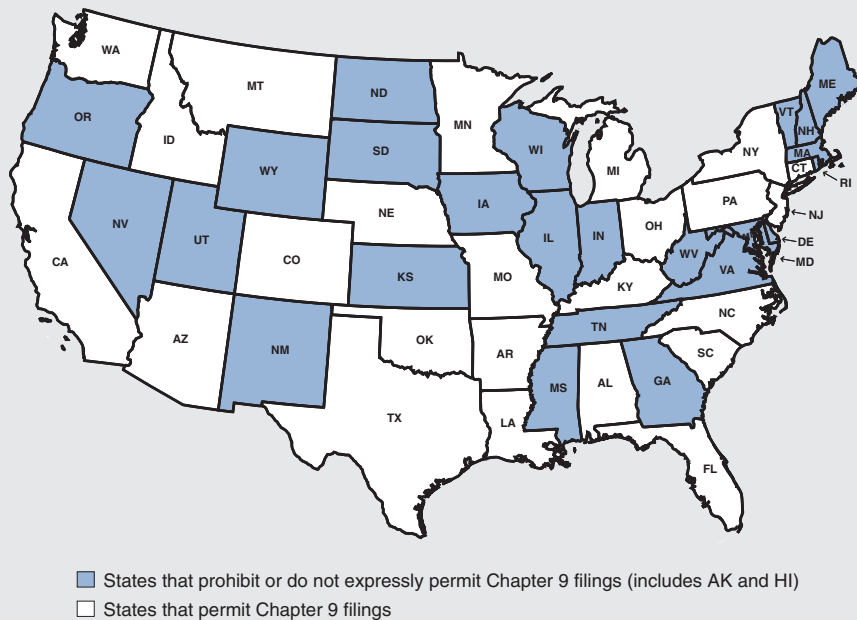 WA
MT
ND
MN
ME
VT
NH
OR
ID
SD
WI
NY
MA
CT
RI
WY
MI
IA
NE
PA
NJ
OH
NV
UT
IL
IN
DE
CO
WV
MD
CA
KS
MO
VA
KY
NC
TN
AZ
NM
OK
AR
SC
MS
AL
GA
TX
LA
FL
States that prohibit or do not expressly permit Chapter 9 filings (includes AK and HI)
States that permit Chapter 9 filings